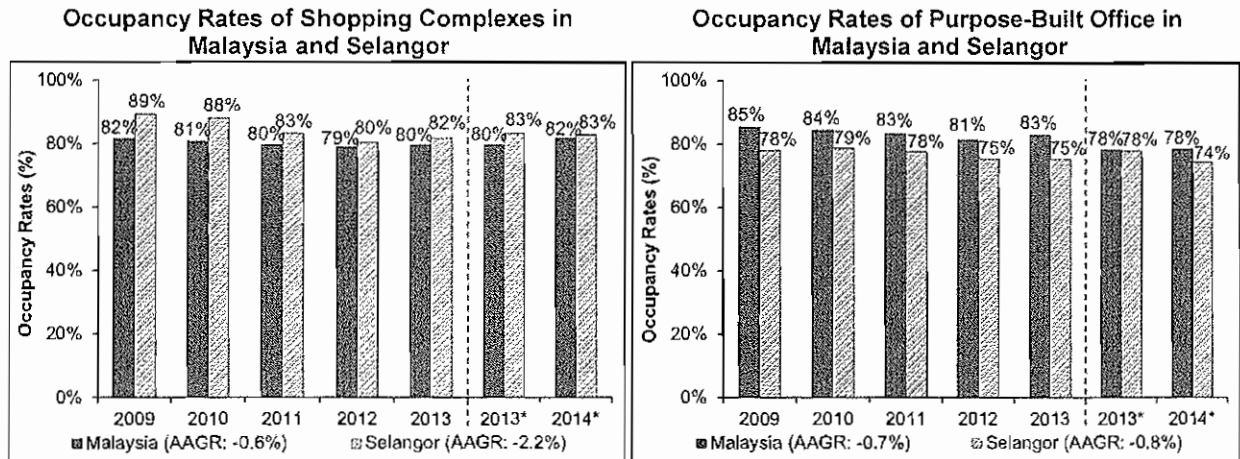 Occupancy Rates of Shopping Complexes in
Malaysia and Selangor
Occupancy Rates (%)
100%
80%
60%
40%
20%
0%
82% 89% 81% 88% 80% 83% 79% 80% 80% 82% 80% 83% 82% 83%
2009 2010 2011 2012 2013 2013* 2014*
Malaysia (AAGR: -0.6%) Selangor (AAGR: -2.2%)
Occupancy Rates of Purpose-Built Office in
Malaysia and Selangor
Occupancy Rates (%)
100%
80%
60%
40%
20%
0%
85% 78% 84% 79% 83% 78% 81% 75% 83% 75% 78% 78% 78% 74%
2009 2010 2011 2012 2013 2013* 2014*
Malaysia (AAGR: -0.7%) Selangor (AAGR: -0.8%)